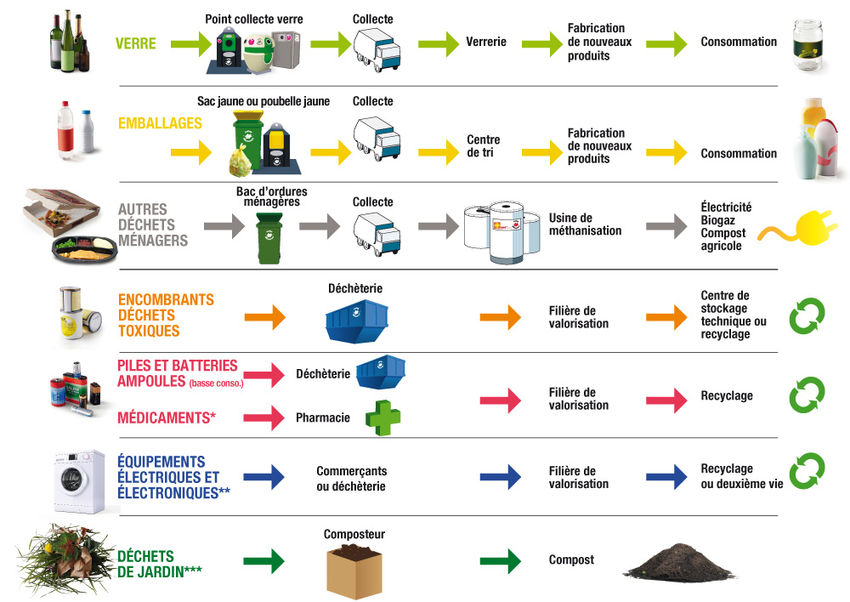 VERRE
Point collecte verre
Collecte
Verrerie
Fabrication
de nouveaux
produits
Consommation
EMBALLAGES
Sac jaune ou poubelle jaune
Collecte
Centre
de tri
Fabrication
de nouveaux
produits
Consommation
AUTRES
DÉCHETS
MÉNAGERS
Bac d'ordures
ménagères
Collecte
Usine de
méthanisation
Électricité
Biogaz
Compost
agricole
ENCOMBRANTS
DÉCHETS
TOXIQUES
Déchèterie
Filière de
valorisation
Centre de
stockage
technique ou
recyclage
PILES ET BATTERIES
AMPOULES (basse conso.)
Déchèterie
MÉDICAMENTS*
Pharmacie
Filière de
valorisation
Recyclage
ÉQUIPEMENTS
ÉLECTRIQUES ET
ÉLECTRONIQUES**
Commerçants
ou déchèterie
Filière de
valorisation
Recyclage
ou deuxième vie
DÉCHETS
DE JARDIN***
Composteur
Compost